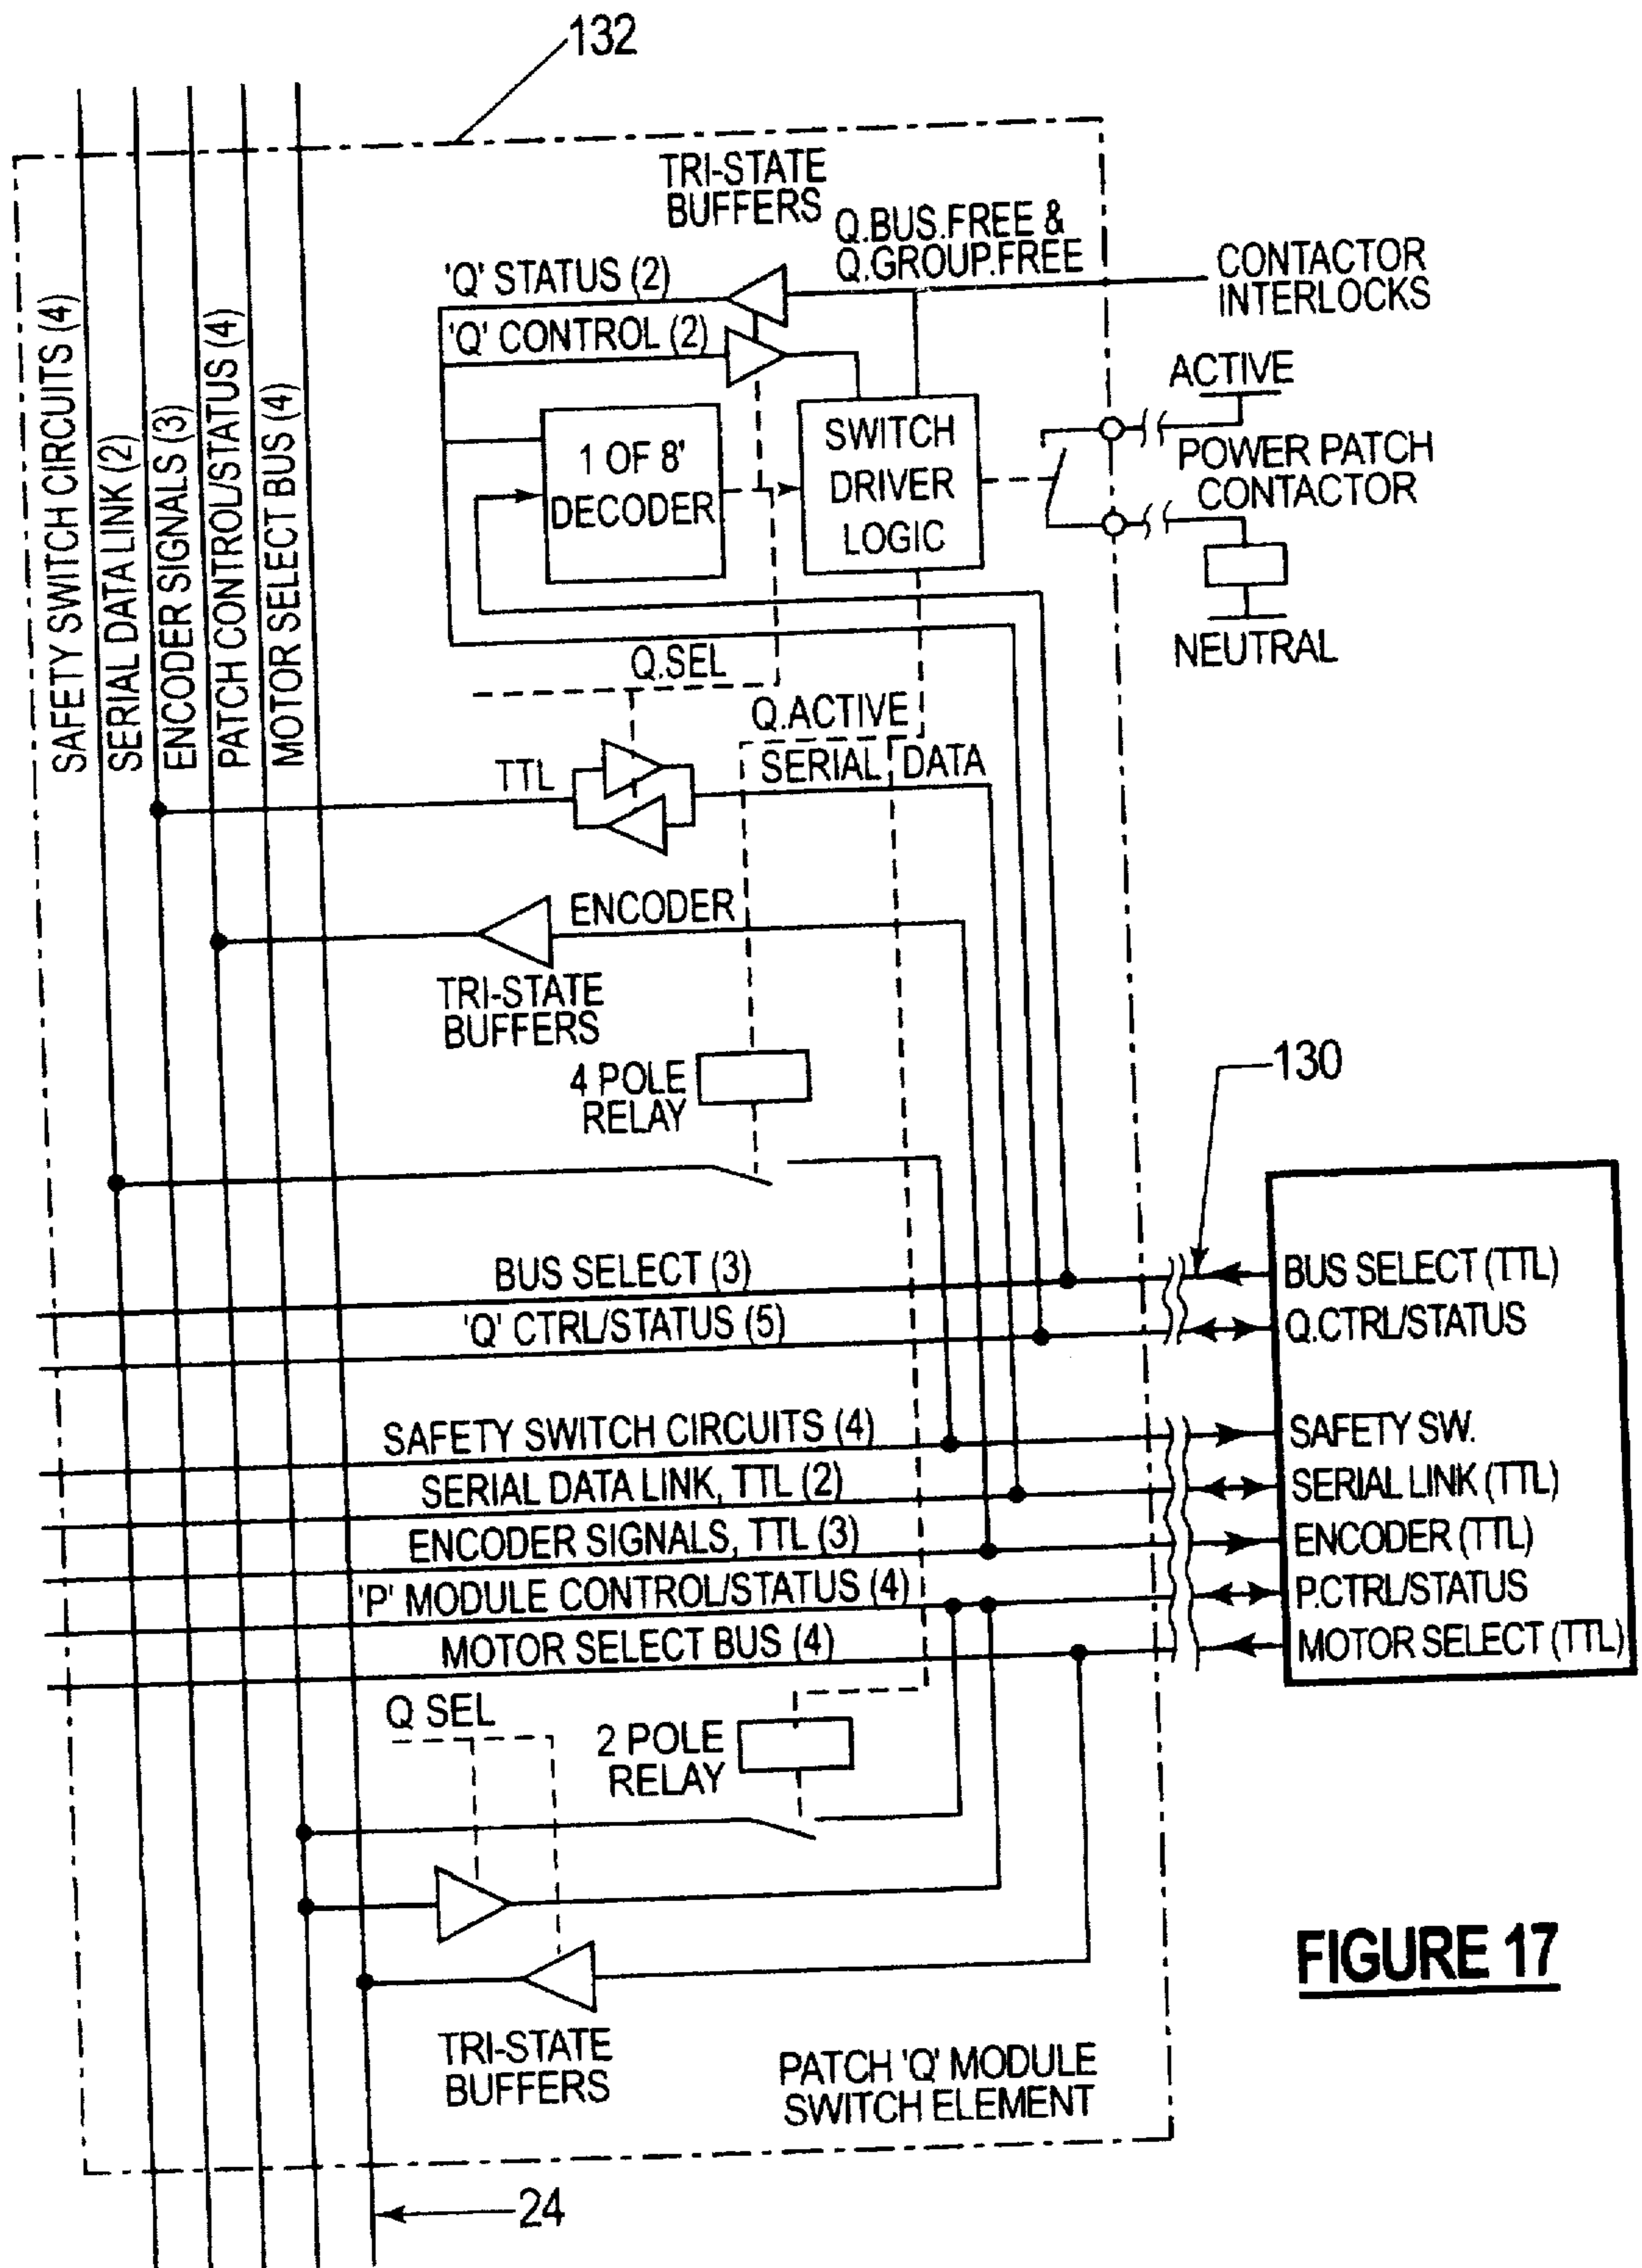 132
TRI-STATE
BUFFERS
Q.BUS.FREE &
Q.GROUP.FREE
CONTACTOR
INTERLOCKS
'Q' STATUS (2)
'Q' CONTROL (2)
ACTIVE
1 OF 8'
DECODER
SWITCH
DRIVER
LOGIC
POWER PATCH
CONTACTOR
NEUTRAL
SAFETY SWITCH CIRCUITS (4)
SERIAL DATA LINK (2)
ENCODER SIGNALS (3)
PATCH CONTROL/STATUS (4)
MOTOR SELECT BUS (4)
Q.SEL
Q.ACTIVE
TTL
SERIAL DATA
ENCODER
TRI-STATE
BUFFERS
4 POLE
RELAY
130
BUS SELECT (3)
BUS SELECT (TTL)
'Q' CTRL/STATUS (5)
Q.CTRL/STATUS
SAFETY SWITCH CIRCUITS (4)
SAFETY SW.
SERIAL DATA LINK, TTL (2)
SERIAL LINK (TTL)
ENCODER SIGNALS, TTL (3)
ENCODER (TTL)
'P' MODULE CONTROL/STATUS (4)
P.CTRL/STATUS
MOTOR SELECT BUS (4)
MOTOR SELECT (TTL)
Q SEL
2 POLE
RELAY
TRI-STATE
BUFFERS
PATCH 'Q' MODULE
SWITCH ELEMENT
24
FIGURE 17